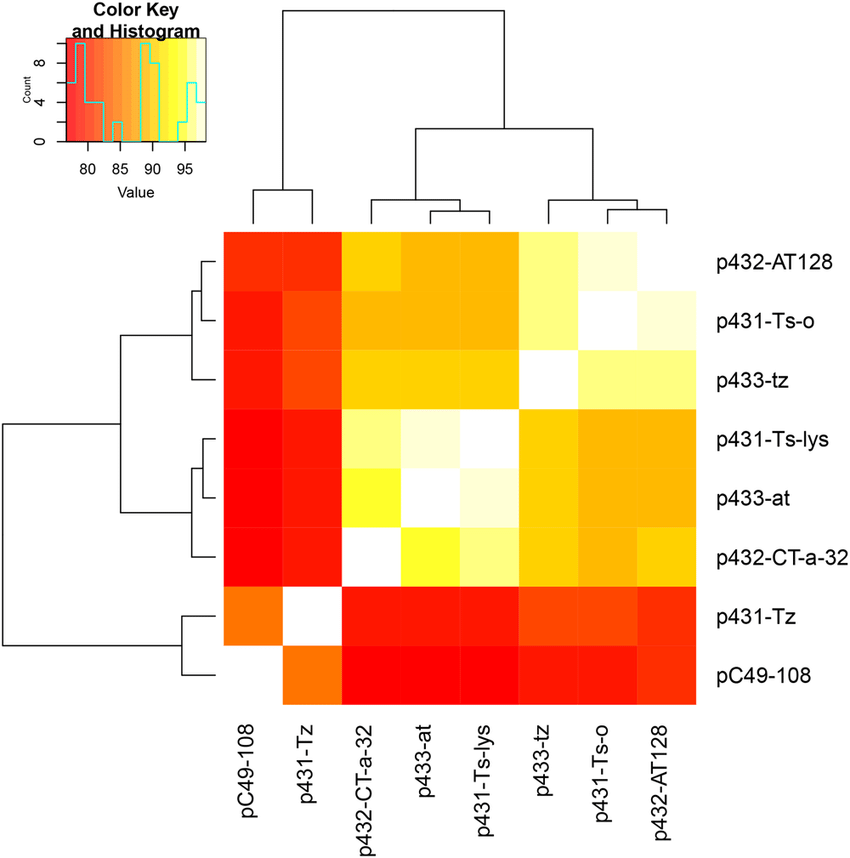 Color Key
and Histogram
Count
0 4 8
80 85 90 95
Value
p432-AT128
p431-Ts-o
p433-tz
p431-Ts-lys
p433-at
p432-CT-a-32
p431-Tz
pC49-108
pC49-108
p431-Tz
p432-CT-a-32
p433-at
p431-Ts-lys
p433-tz
p431-Ts-o
p432-AT128